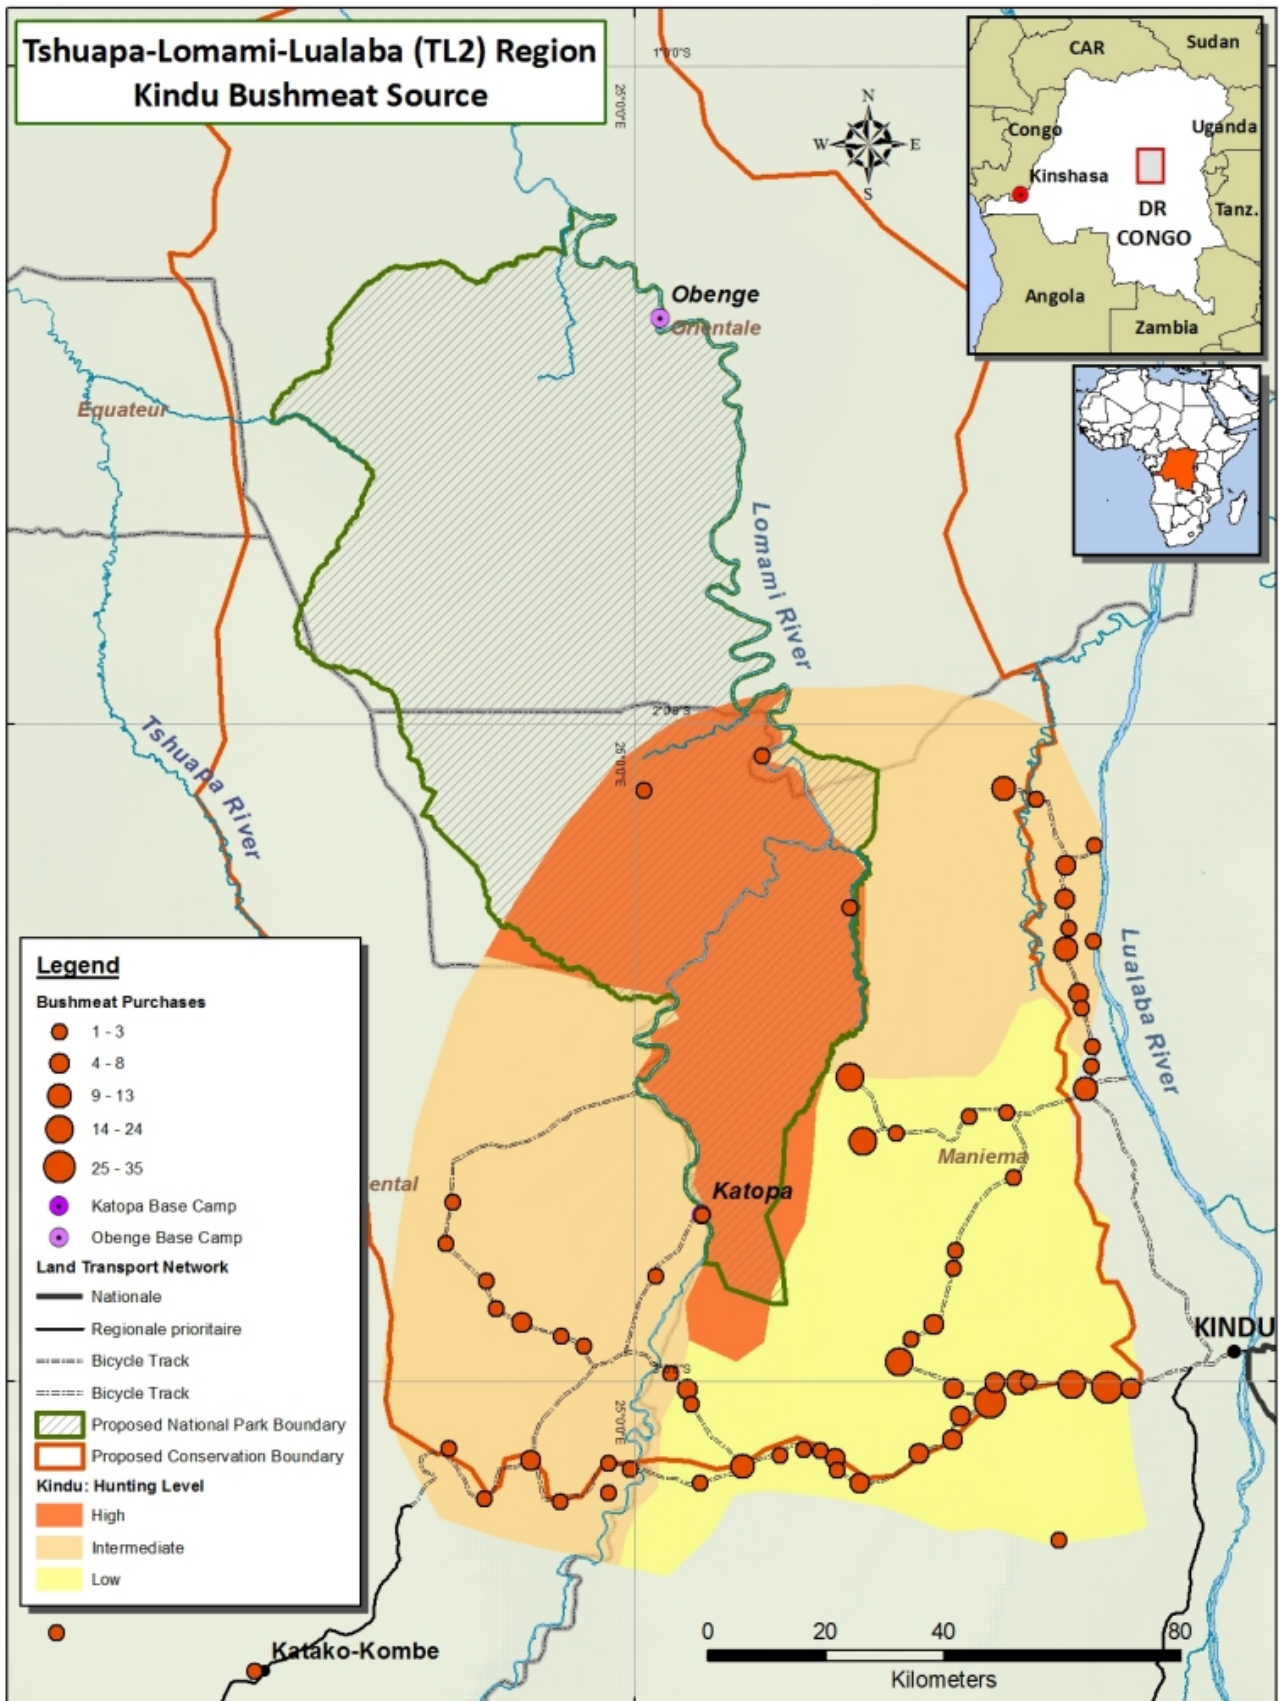 Tshuapa-Lomami-Lualaba (TL2) Region
Kindu Bushmeat Source
1°0'0"S
25°0'0"E
N
W E
S
CAR
Sudan
Congo
Uganda
Kinshasa
DR
CONGO
Tanz.
Angola
Zambia
Obenge
Orientale
Equateur
Lomami River
Tshuapa River
2°0'0"S
25°0'0"E
Lualaba River
Maniema
ental
Katopa
KINDU
25°0'0"E
Legend
Bushmeat Purchases
1 - 3
4 - 8
9 - 13
14 - 24
25 - 35
Katopa Base Camp
Obenge Base Camp
Land Transport Network
Nationale
Regionale prioritaire
Bicycle Track
Bicycle Track
Proposed National Park Boundary
Proposed Conservation Boundary
Kindu: Hunting Level
High
Intermediate
Low
Katako-Kombe
0 20 40 80
Kilometers